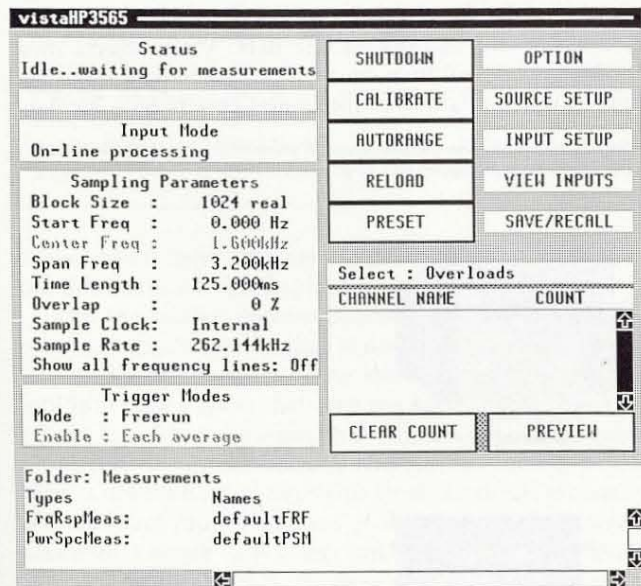 vistaHP3565
Status
Idle..waiting for measurements
Input Mode
On-line processing
Sampling Parameters
Block Size : 1024 real
Start Freq : 0.000 Hz
Center Freq : 1.600kHz
Span Freq : 3.200kHz
Time Length : 125.000ms
Overlap : 0 %
Sample Clock: Internal
Sample Rate : 262.144kHz
Show all frequency lines: Off
Trigger Modes
Mode : Freerun
Enable : Each average
SHUTDOWN
CALIBRATE
AUTORANGE
RELOAD
PRESET
OPTION
SOURCE SETUP
INPUT SETUP
VIEW INPUTS
SAVE/RECALL
Select : Overloads
CHANNEL NAME COUNT
CLEAR COUNT
PREVIEW
Folder: Measurements
Types Names
FrqRspMeas: defaultFRF
PwrSpcMeas: defaultPSM